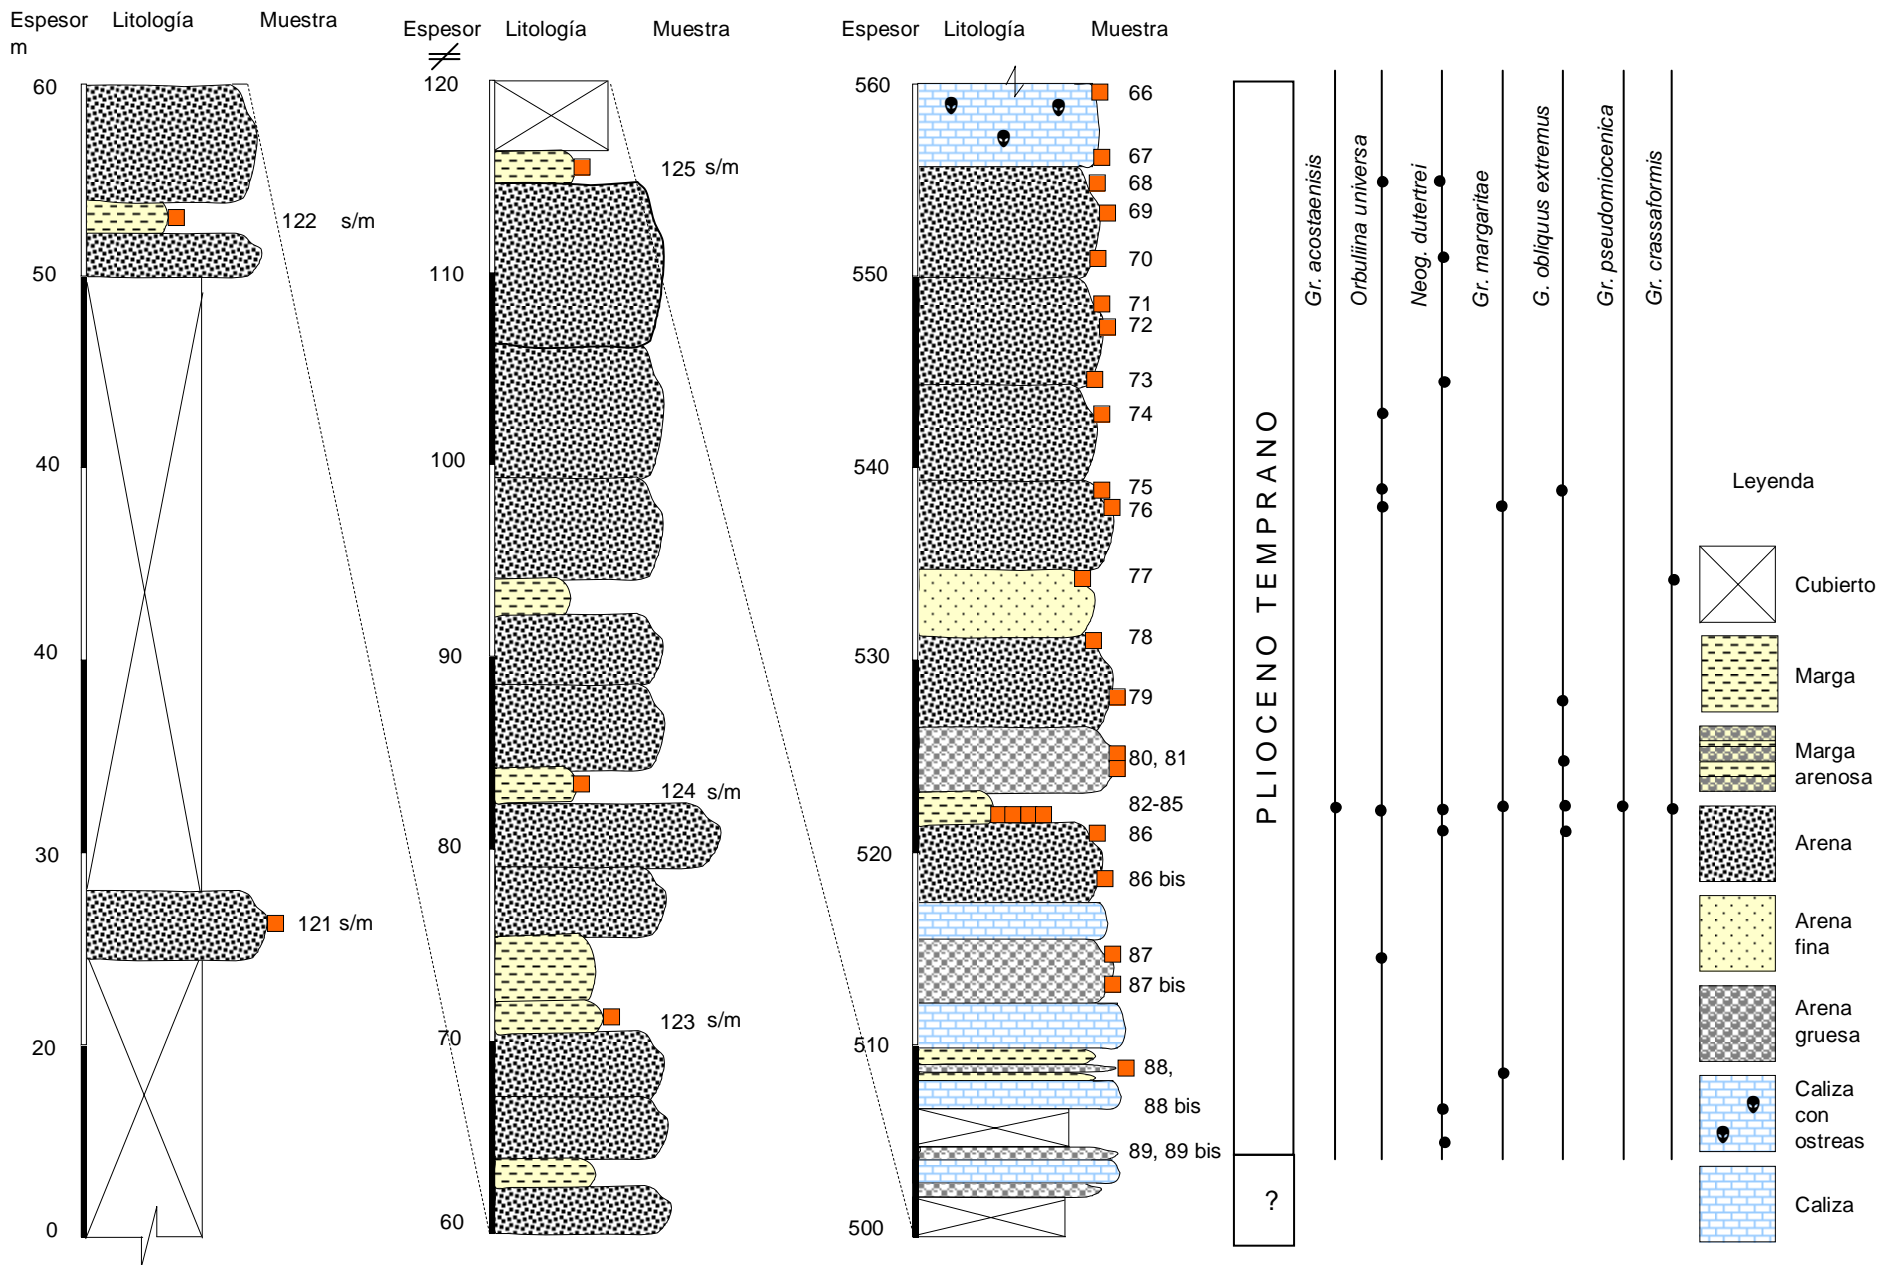 Espesor
m
Litología
Muestra
60
50
40
40
30
20
0
122 s/m
121 s/m
Espesor
Litología
Muestra
120
110
100
90
80
70
60
125 s/m
124 s/m
123 s/m
Espesor
Litología
Muestra
560
550
540
530
520
510
500
66
67
68
69
70
71
72
73
74
75
76
77
78
79
80, 81
82-85
86
86 bis
87
87 bis
88,
88 bis
89, 89 bis
PLIOCENO TEMPRANO
?
Gr. acostaenisis
Orbuliina universa
Neog. dutertrei
Gr. margaritae
G. obliquus extremus
Gr. pseudomiocenica
Gr. crassaformis
Leyenda
Cubierto
Marga
Marga
arenosa
Arena
Arena
fina
Arena
gruesa
Caliza
con
ostreas
Caliza